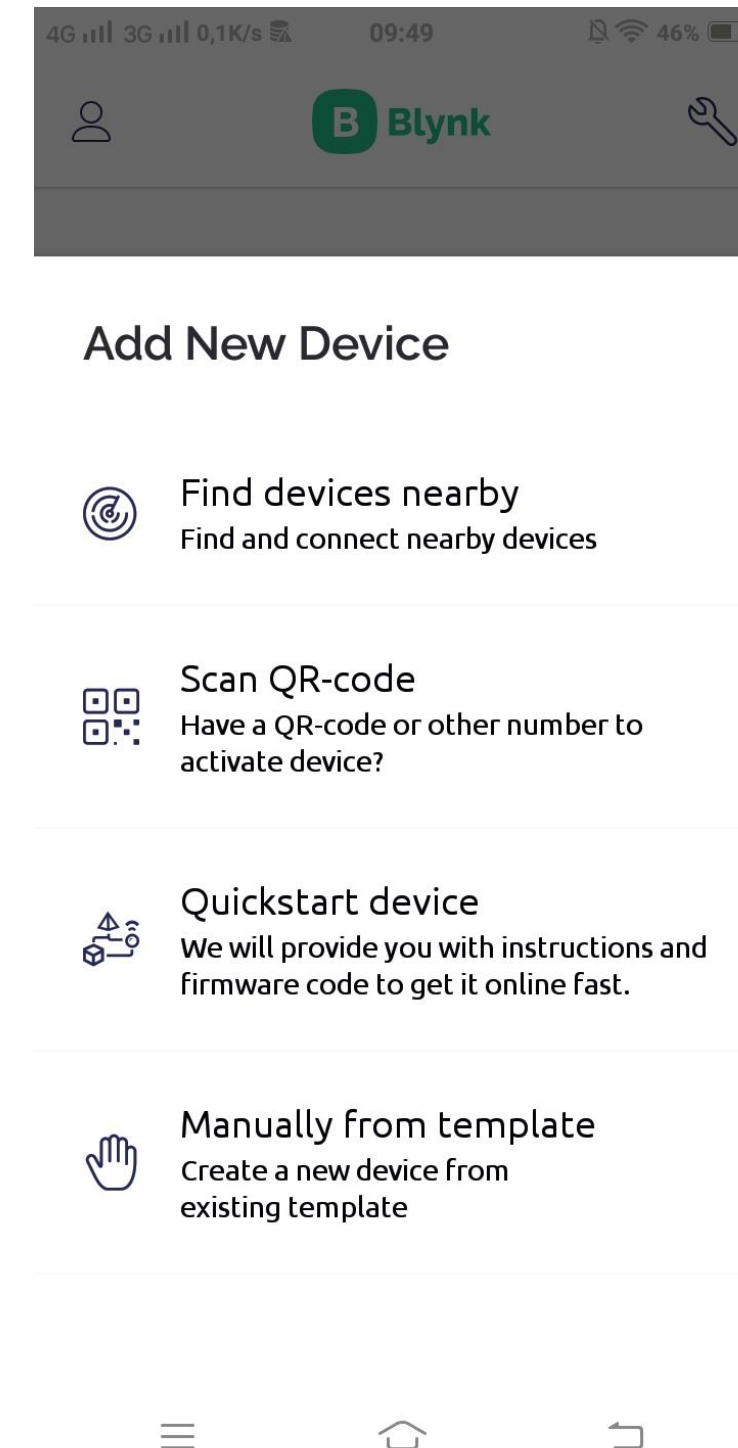 4G 3G 0,1K/s 09:49 46%
B Blynk
Add New Device
Find devices nearby
Find and connect nearby devices
Scan QR-code
Have a QR-code or other number to
activate device?
Quickstart device
We will provide you with instructions and
firmware code to get it online fast.
Manually from template
Create a new device from
existing template